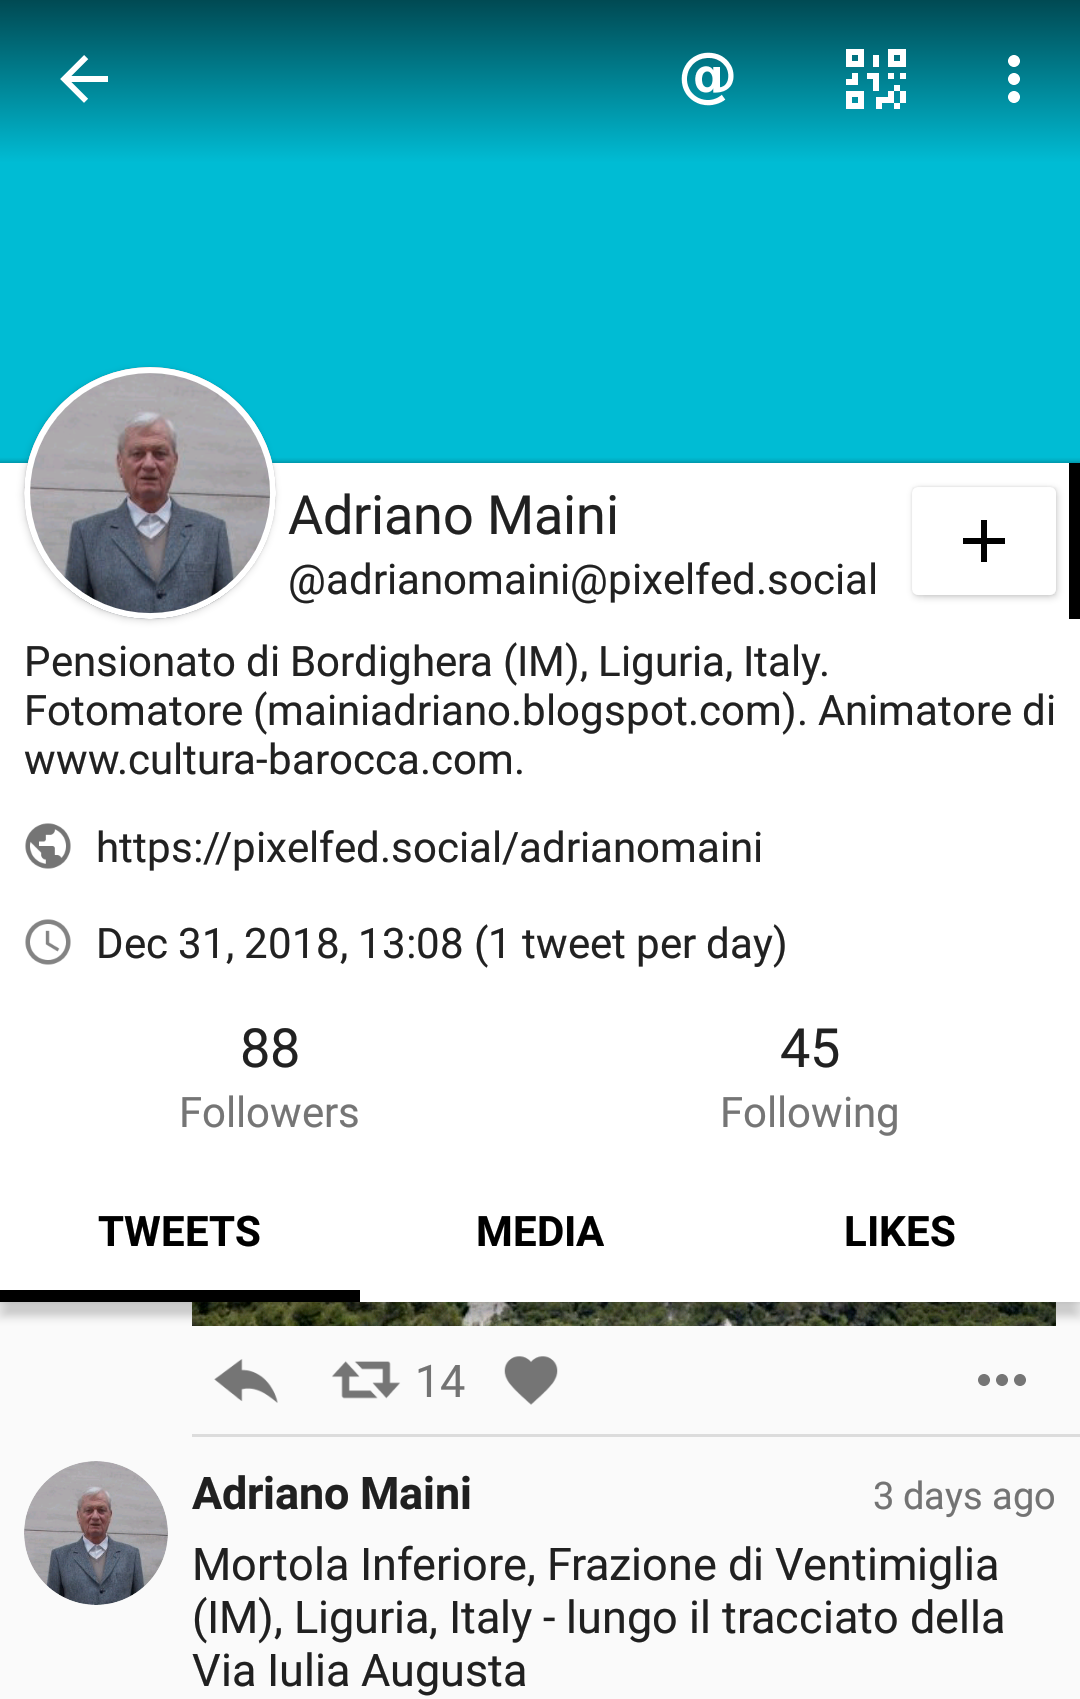 @
Adriano Maini
@adrianomaini@pixelfed.social
Pensionato di Bordighera (IM), Liguria, Italy.
Fotomatore (mainiadriano.blogspot.com). Animatore di
www.cultura-barocca.com.
https://pixelfed.social/adrianomaini
Dec 31, 2018, 13:08 (1 tweet per day)
88 45
Followers Following
TWEETS MEDIA LIKES
14
Adriano Maini 3 days ago
Mortola Inferiore, Frazione di Ventimiglia
(IM), Liguria, Italy - lungo il tracciato della
Via Iulia Augusta